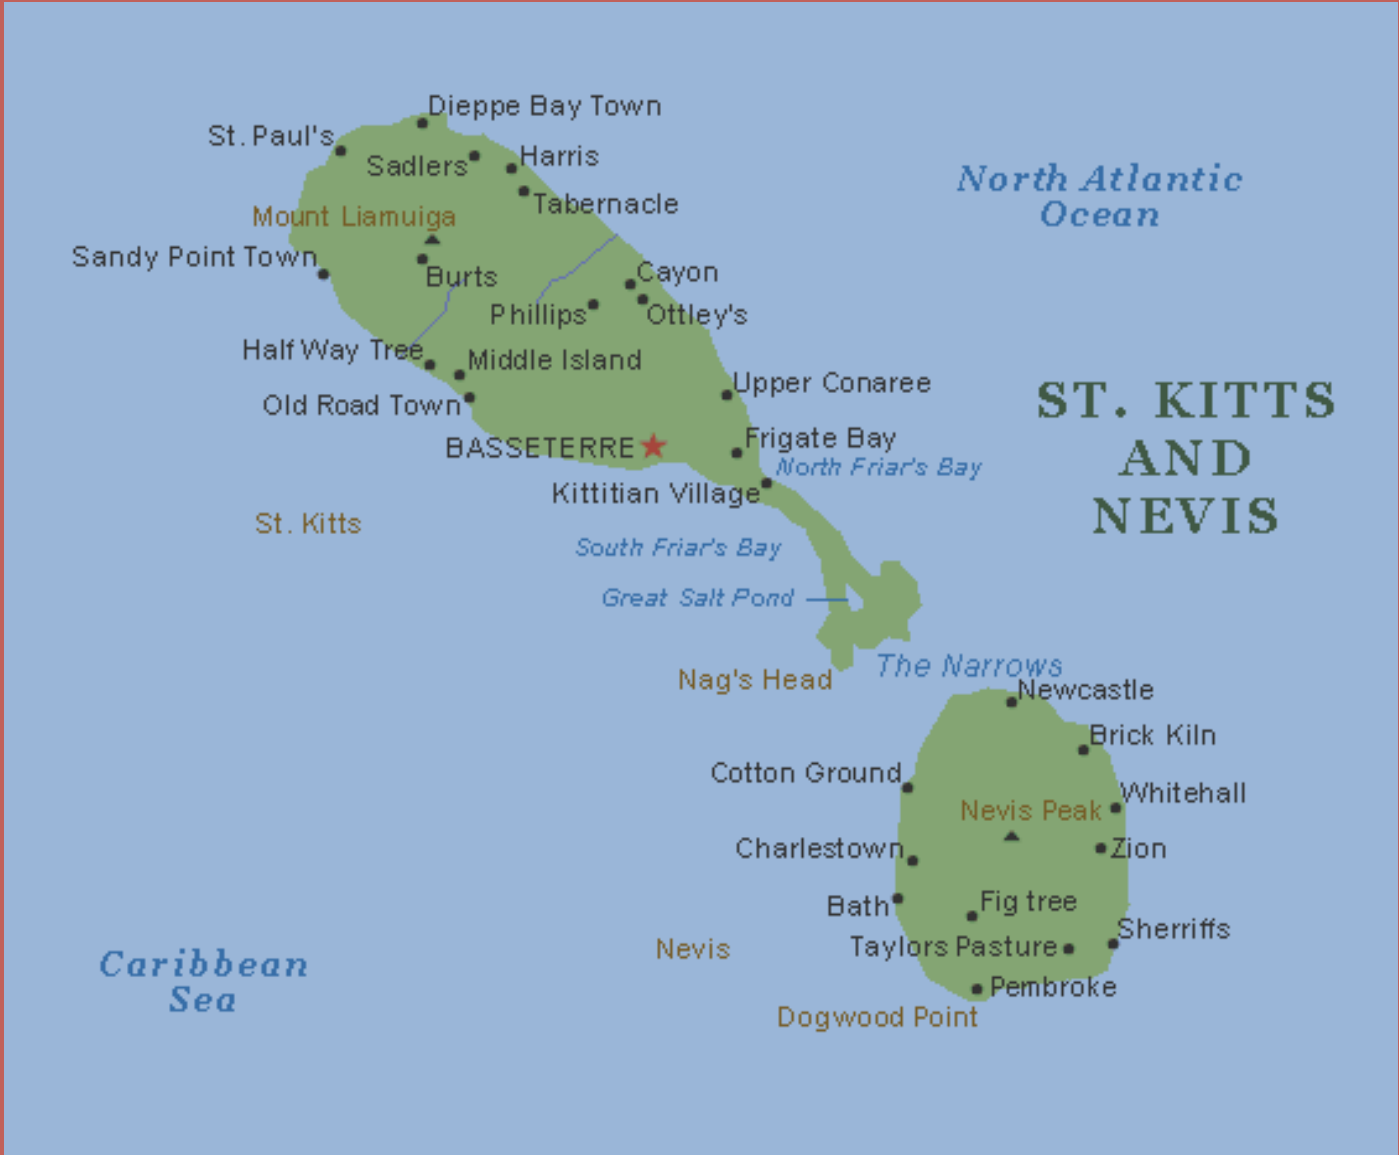 Dieppe Bay Town
St. Paul's
Harris
Sadlers
North Atlantic
Ocean
Tabernacle
Mount Liamuiga
Sandy Point Town
Cayon
Burts
Phillips
Ottley's
Half Way Tree
Middle Island
Upper Conaree
ST. KITTS
AND
NEVIS
Old Road Town
Frigate Bay
BASSETERRE
North Friar's Bay
Kittitian Village
St. Kitts
South Friar's Bay
Great Salt Pond
The Narrows
Nag's Head
Newcastle
Brick Kiln
Cotton Ground
Whitehall
Nevis Peak
Charlestown
Zion
Fig tree
Bath
Sherriffs
Taylors Pasture
Nevis
Caribbean
Sea
Pembroke
Dogwood Point